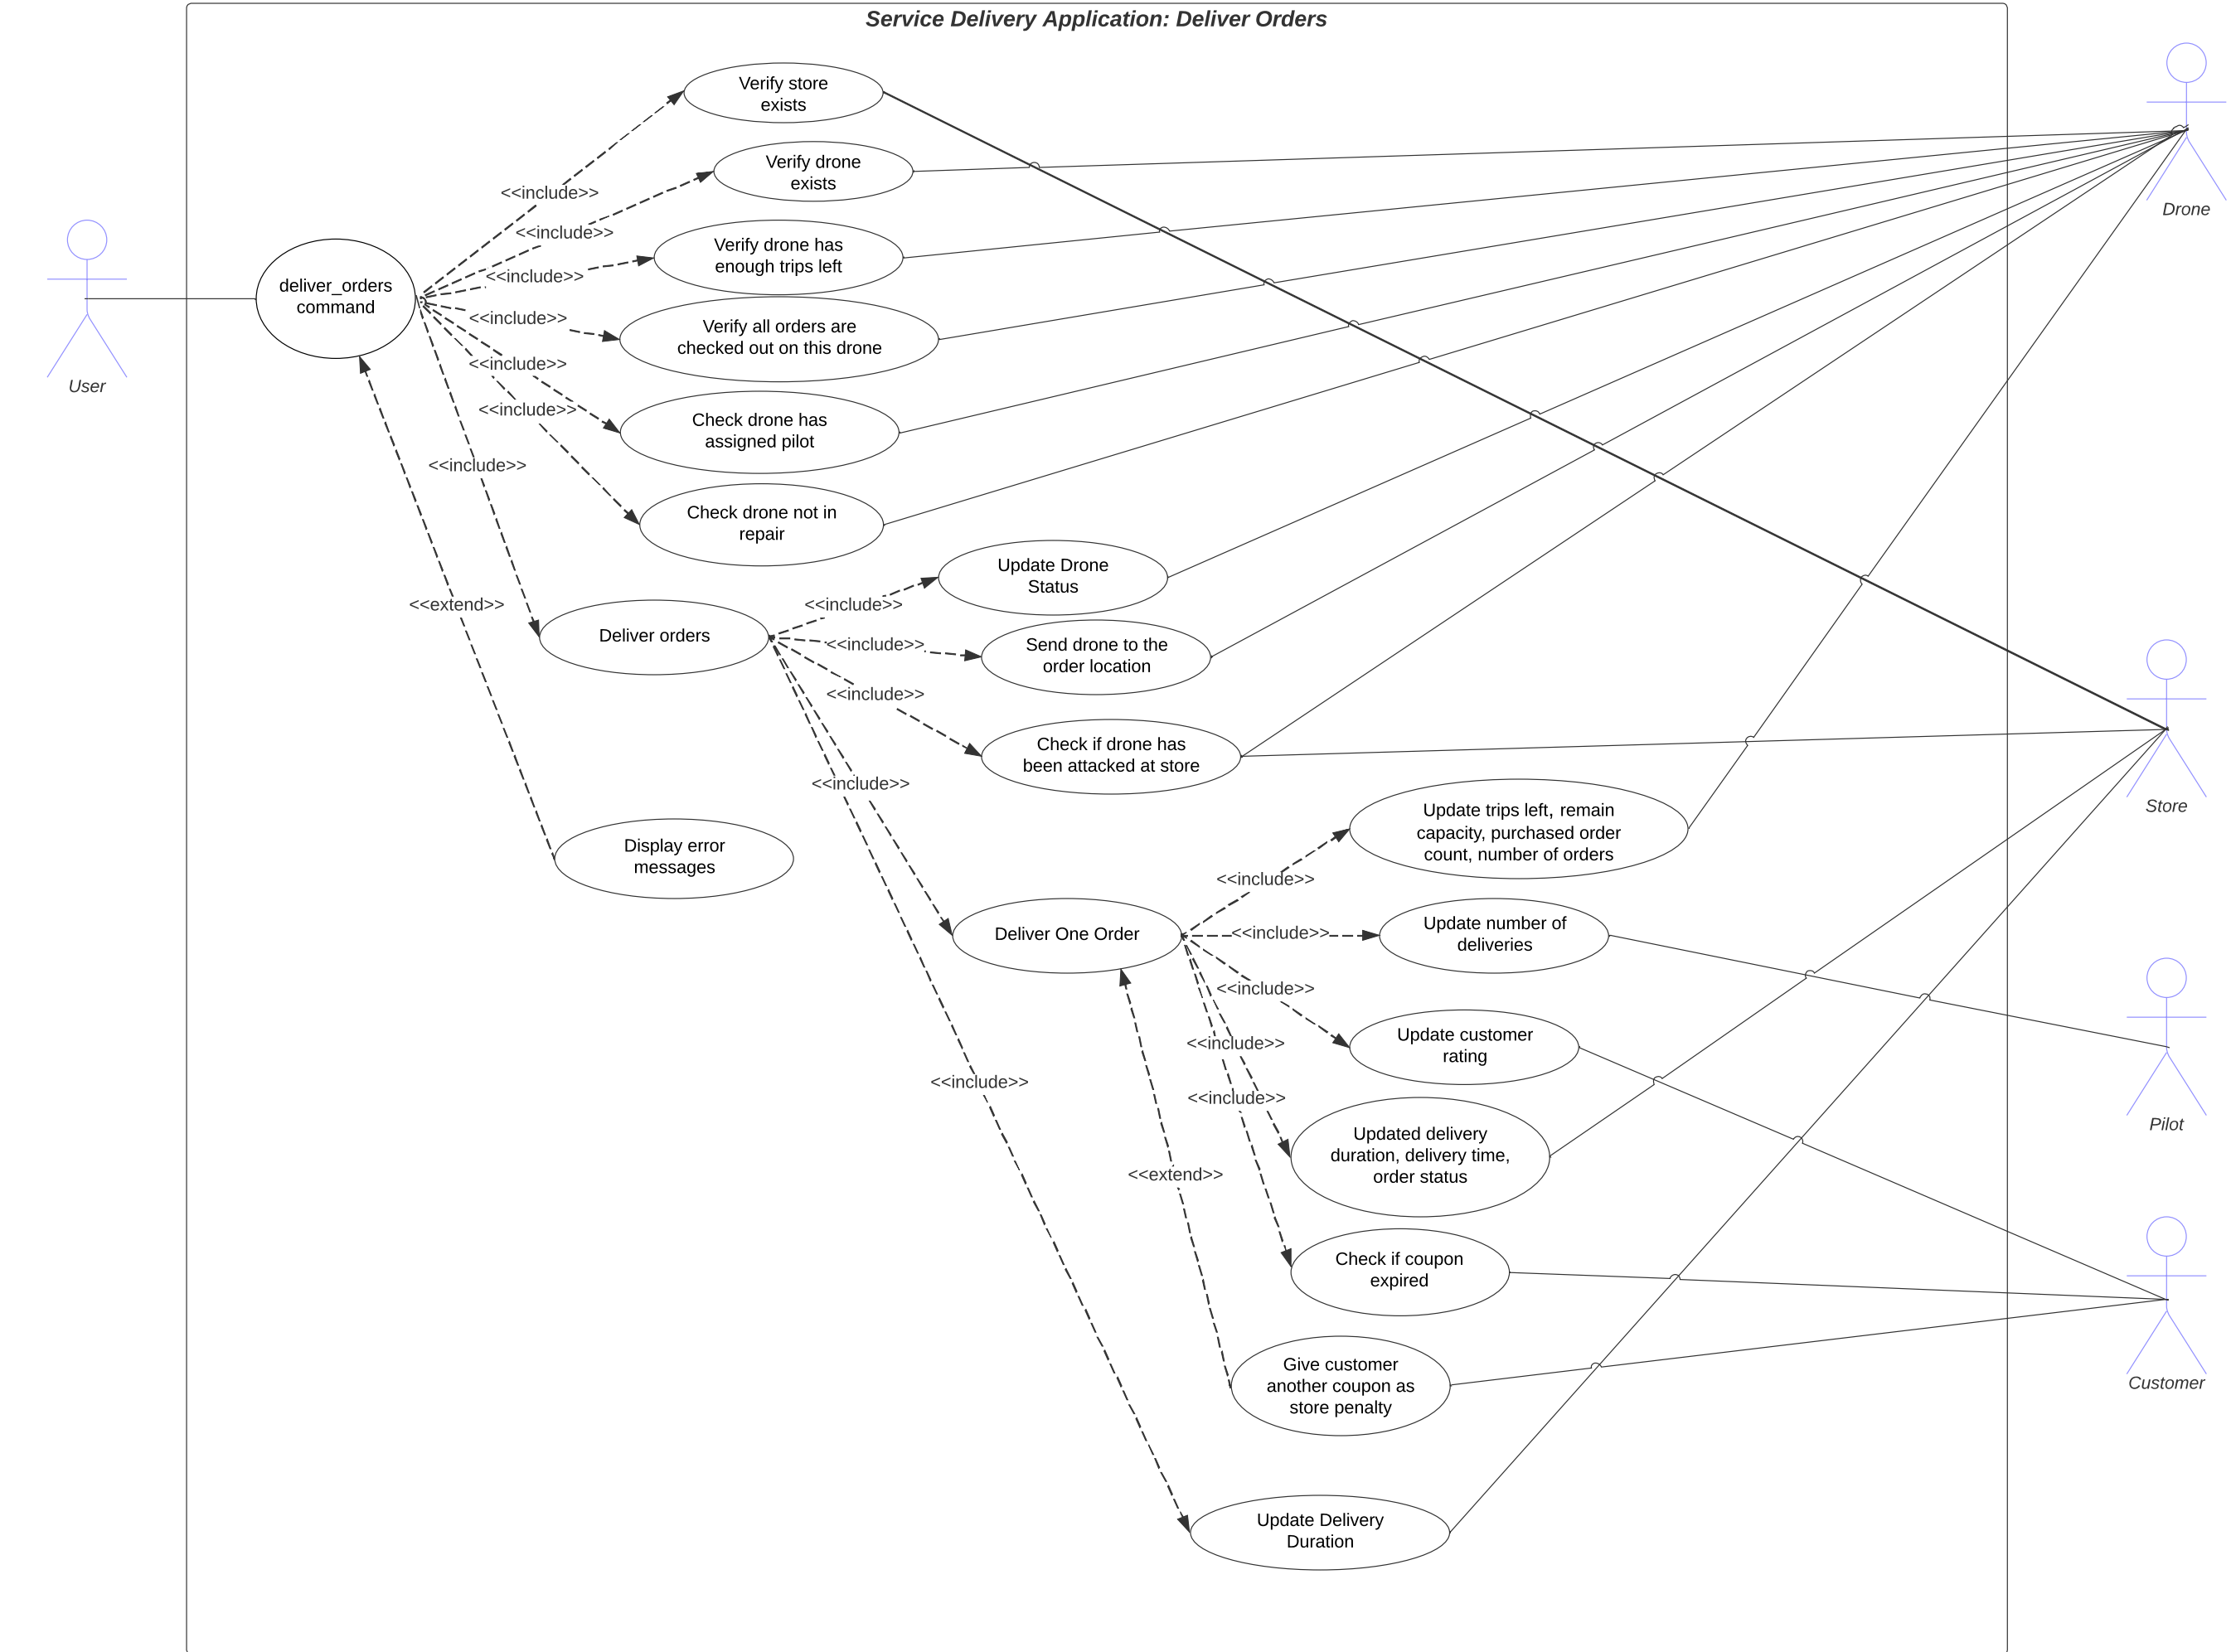 Service Delivery Application: Deliver Orders
Verify store
exists
Drone
<<include>>
Verify drone
exists
<<include>>
User
deliver_orders
command
<<include>>
Verify drone has
enough trips left
<<include>>
Verify all orders are
checked out on this drone
<<include>>
Check drone has
assigned pilot
<<include>>
Check drone not in
repair
<<include>>
Deliver orders
<<extend>>
Display error
messages
<<include>>
Update Drone
Status
<<include>>
Send drone to the
order location
<<include>>
Check if drone has
been attacked at store
Store
<<include>>
Deliver One Order
<<include>>
Update trips left, remain
capacity, purchased order
count, number of orders
<<include>>
Update number of
deliveries
Pilot
<<include>>
Update customer
rating
<<include>>
Updated delivery
duration, delivery time,
order status
<<include>>
Check if coupon
expired
<<extend>>
Give customer
another coupon as
store penalty
Customer
<<include>>
Update Delivery
Duration